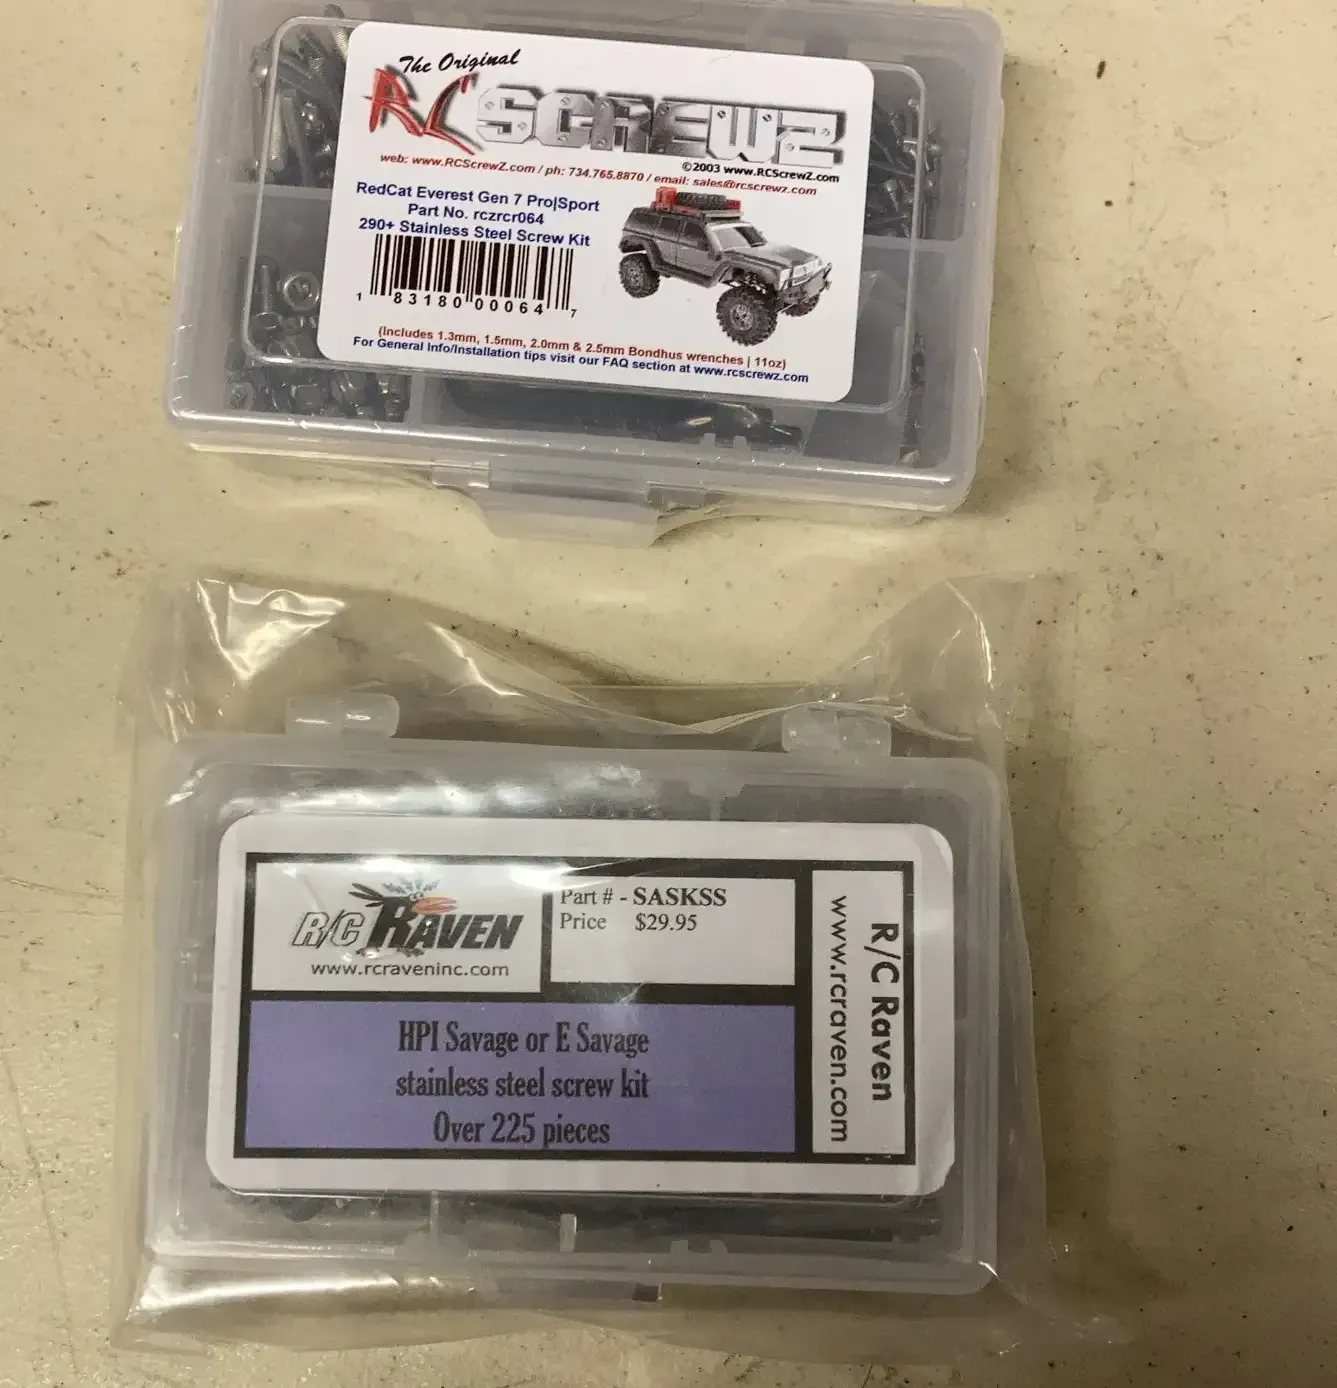 The Original
RC SCREWZ
©2003 www.RCScrewZ.com
web: www.RCScrewZ.com / ph: 734.765.8870 / email: sales@rcscrewz.com
RedCat Everest Gen 7 Pro|Sport
Part No. rczrcr064
290+ Stainless Steel Screw Kit
1 83180 00064 7
(Includes 1.3mm, 1.5mm, 2.0mm & 2.5mm Bondhus wrenches | 11oz)
For General Info/Installation tips visit our FAQ section at www.rcscrewz.com
R/C RAVEN
www.rcraveninc.com
Part # - SASKSS
Price $29.95
HPI Savage or E Savage
stainless steel screw kit
Over 225 pieces
R/C Raven
www.rcraven.com